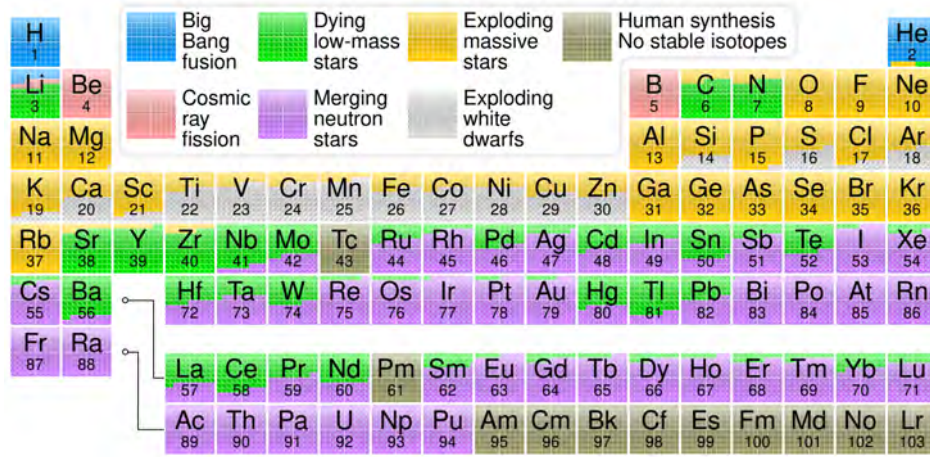 H
1
Big
Bang
fusion
Dying
low-mass
stars
Exploding
massive
stars
Human synthesis
No stable isotopes
He
2
Li
3
Be
4
Cosmic
ray
fission
Merging
neutron
stars
Exploding
white
dwarfs
B
5
C
6
N
7
O
8
F
9
Ne
10
Na
11
Mg
12
Al
13
Si
14
P
15
S
16
Cl
17
Ar
18
K
19
Ca
20
Sc
21
Ti
22
V
23
Cr
24
Mn
25
Fe
26
Co
27
Ni
28
Cu
29
Zn
30
Ga
31
Ge
32
As
33
Se
34
Br
35
Kr
36
Rb
37
Sr
38
Y
39
Zr
40
Nb
41
Mo
42
Tc
43
Ru
44
Rh
45
Pd
46
Ag
47
Cd
48
In
49
Sn
50
Sb
51
Te
52
I
53
Xe
54
Cs
55
Ba
56
Hf
72
Ta
73
W
74
Re
75
Os
76
Ir
77
Pt
78
Au
79
Hg
80
Tl
81
Pb
82
Bi
83
Po
84
At
85
Rn
86
Fr
87
Ra
88
La
57
Ce
58
Pr
59
Nd
60
Pm
61
Sm
62
Eu
63
Gd
64
Tb
65
Dy
66
Ho
67
Er
68
Tm
69
Yb
70
Lu
71
Ac
89
Th
90
Pa
91
U
92
Np
93
Pu
94
Am
95
Cm
96
Bk
97
Cf
98
Es
99
Fm
100
Md
101
No
102
Lr
103